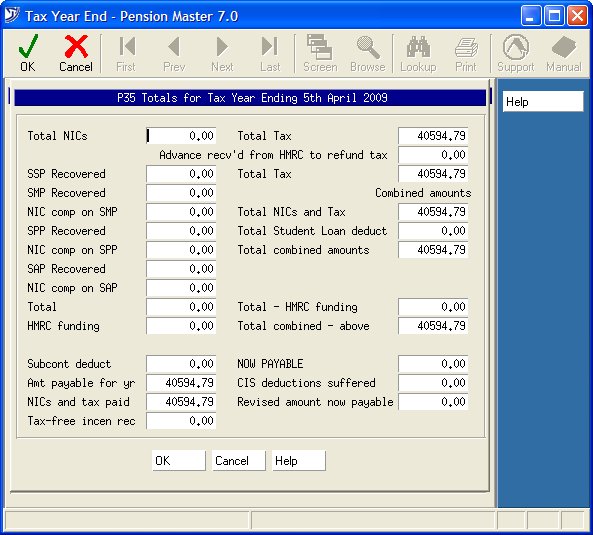 Tax Year End - Pension Master 7.0
OK Cancel First Prev Next Last Screen Browse Lookup Print Support Manual
P35 Totals for Tax Year Ending 5th April 2009
Help
Total NICs 0.00 Total Tax 40594.79
Advance recv'd from HMRC to refund tax 0.00
SSP Recovered 0.00 Total Tax 40594.79
SMP Recovered 0.00 Combined amounts
NIC comp on SMP 0.00 Total NICs and Tax 40594.79
SPP Recovered 0.00 Total Student Loan deduct 0.00
NIC comp on SPP 0.00 Total combined amounts 40594.79
SAP Recovered 0.00
NIC comp on SAP 0.00
Total 0.00 Total - HMRC funding 0.00
HMRC funding 0.00 Total combined - above 40594.79
Subcont deduct 0.00 NOW PAYABLE 0.00
Amt payable for yr 40594.79 CIS deductions suffered 0.00
NICs and tax paid 40594.79 Revised amount now payable 0.00
Tax-free incen rec 0.00
OK Cancel Help